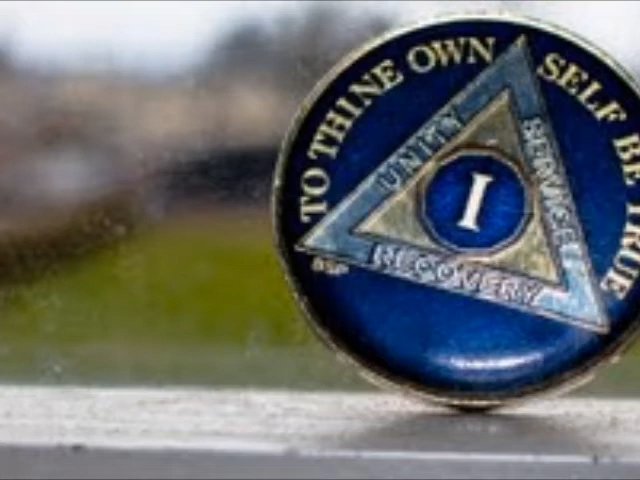 TO THINE OWN SELF BE TRUE
UNITY
SERVICE
RECOVERY
I